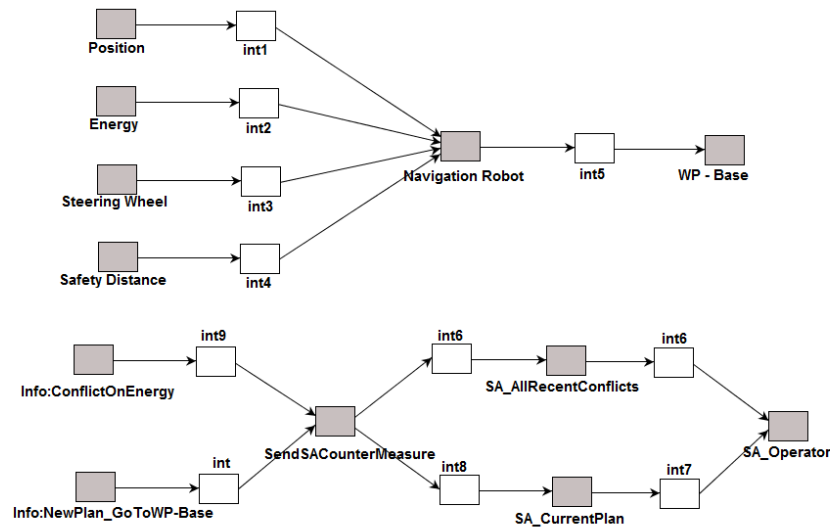 Position
int1
Energy
int2
Steering Wheel
int3
Navigation Robot
int5
WP - Base
Safety Distance
int4
int9
int6
int6
Info:ConflictOnEnergy
SA_AllRecentConflicts
SendSACounterMeasure
SA_Operator
int
int8
int7
Info:NewPlan_GoToWP-Base
SA_CurrentPlan